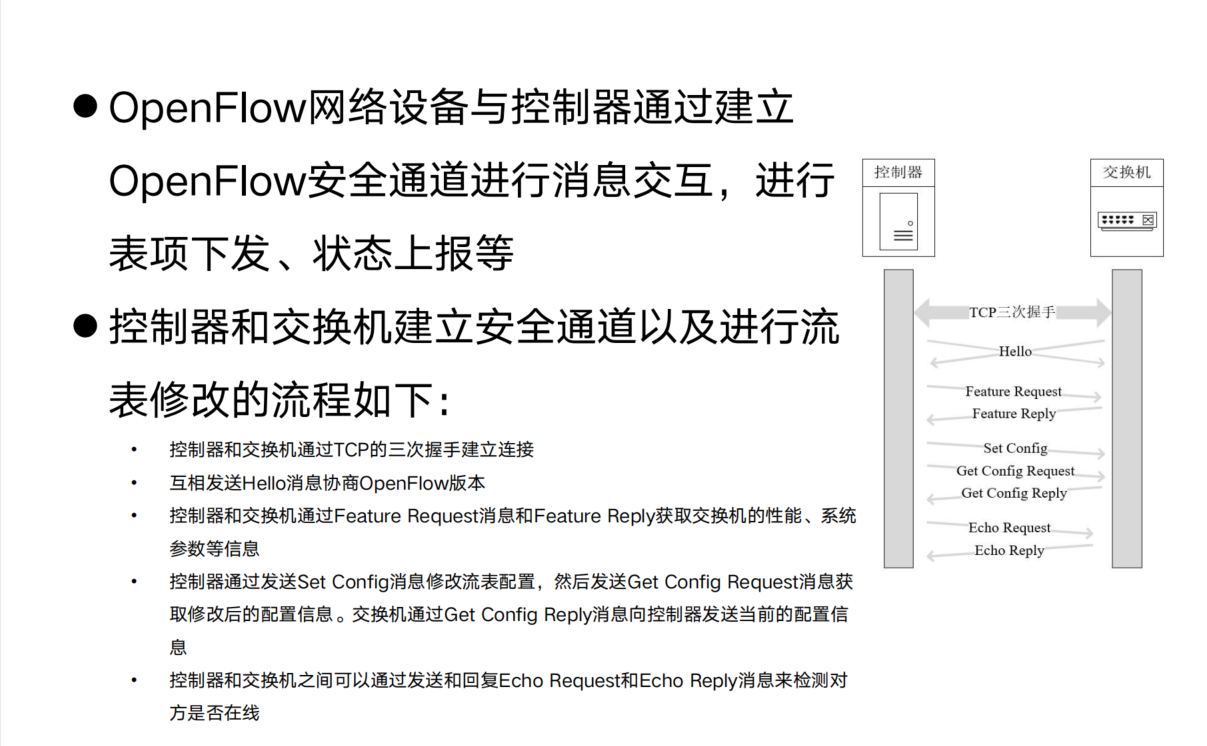 ● OpenFlow网络设备与控制器通过建立
OpenFlow安全通道进行消息交互，进行
表项下发、状态上报等
● 控制器和交换机建立安全通道以及进行流
表修改的流程如下：
• 控制器和交换机通过TCP的三次握手建立连接
• 互相发送Hello消息协商OpenFlow版本
• 控制器和交换机通过Feature Request消息和Feature Reply获取交换机的性能、系统
参数等信息
• 控制器通过发送Set Config消息修改流表配置，然后发送Get Config Request消息获
取修改后的配置信息。交换机通过Get Config Reply消息向控制器发送当前的配置信
息
• 控制器和交换机之间可以通过发送和回复Echo Request和Echo Reply消息来检测对
方是否在线
控制器
交换机
TCP三次握手
Hello
Feature Request
Feature Reply
Set Config
Get Config Request
Get Config Reply
Echo Request
Echo Reply